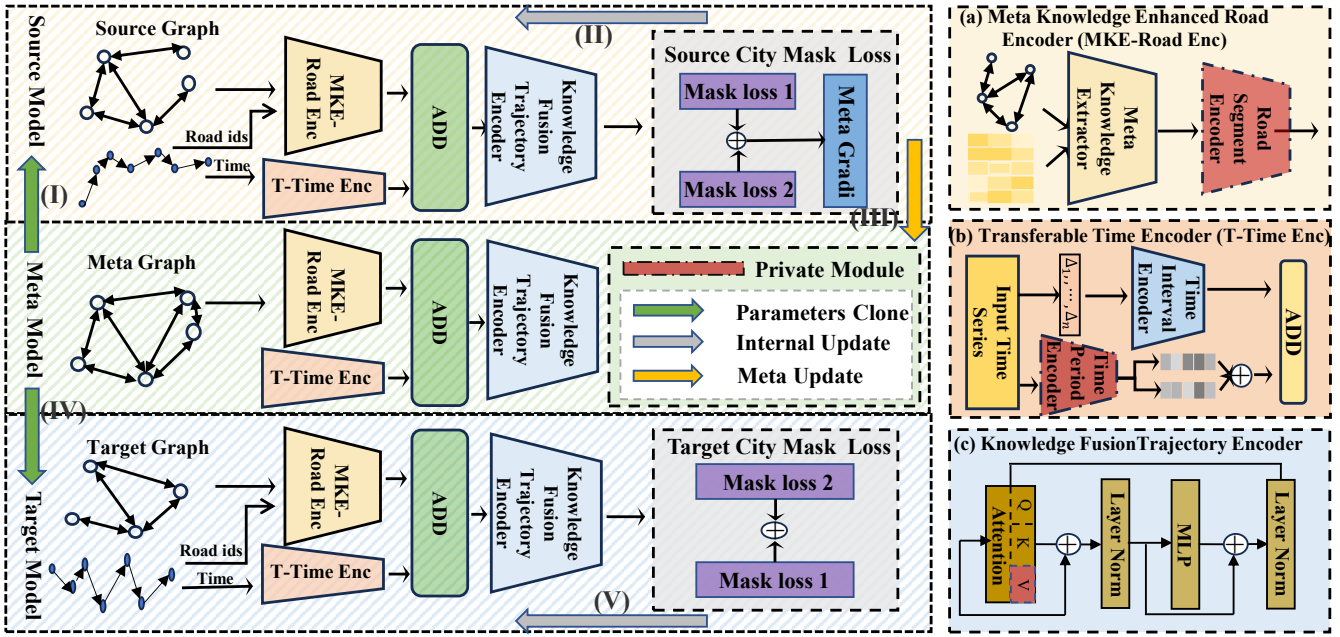 Source Model
Source Graph
Road ids
Time
MKE-
Road Enc
T-Time Enc
ADD
Knowledge
Fusion
Trajectory
Encoder
(II)
Source City Mask Loss
Mask loss 1
Mask loss 2
Meta Gradi
(I)
(III)
Meta Model
Meta Graph
MKE-
Road Enc
T-Time Enc
ADD
Knowledge
Fusion
Trajectory
Encoder
Private Module
Parameters Clone
Internal Update
Meta Update
(IV)
Target Model
Target Graph
Road ids
Time
MKE-
Road Enc
T-Time Enc
ADD
Knowledge
Fusion
Trajectory
Encoder
Target City Mask Loss
Mask loss 2
Mask loss 1
(V)
(a) Meta Knowledge Enhanced Road
Encoder (MKE-Road Enc)
Meta
Knowledge
Extractor
Road
Segment
Encoder
(b) Transferable Time Encoder (T-Time Enc)
Input Time
Series
Δ1,,...,Δn
Time
Interval
Encoder
Time
Period
Encoder
ADD
(c) Knowledge FusionTrajectory Encoder
Attention
Q | K
V
Layer Norm
MLP
Layer Norm